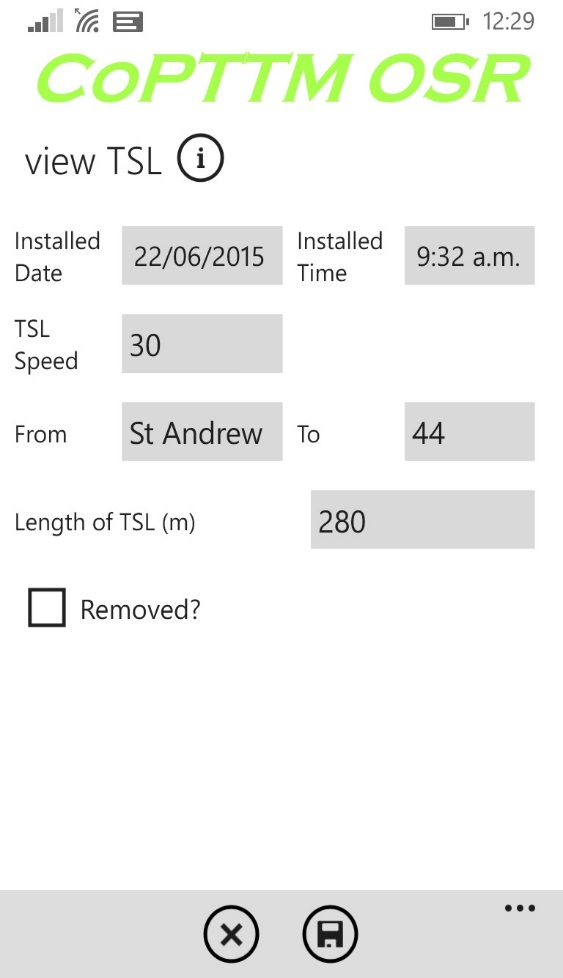 12:29
CoPTTM OSR
view TSL i
Installed Date 22/06/2015 Installed Time 9:32 a.m.
TSL Speed 30
From St Andrew To 44
Length of TSL (m) 280
Removed?